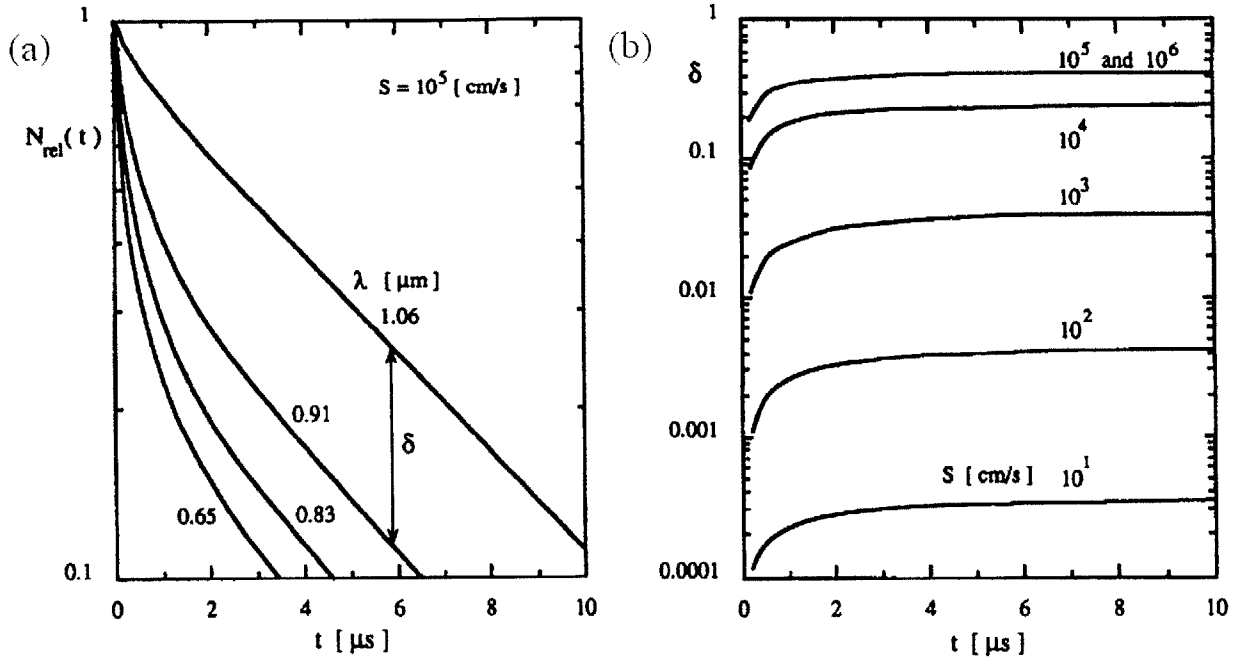 (a)
1
N_rel(t)
0.1
S = 10^5 [ cm/s ]
λ [ μm ]
1.06
0.91
δ
0.83
0.65
0 2 4 6 8 10
t [ μs ]
(b)
1
δ
0.1
0.01
0.001
0.0001
10^5 and 10^6
10^4
10^3
10^2
S [ cm/s ] 10^1
0 2 4 6 8 10
t [ μs ]